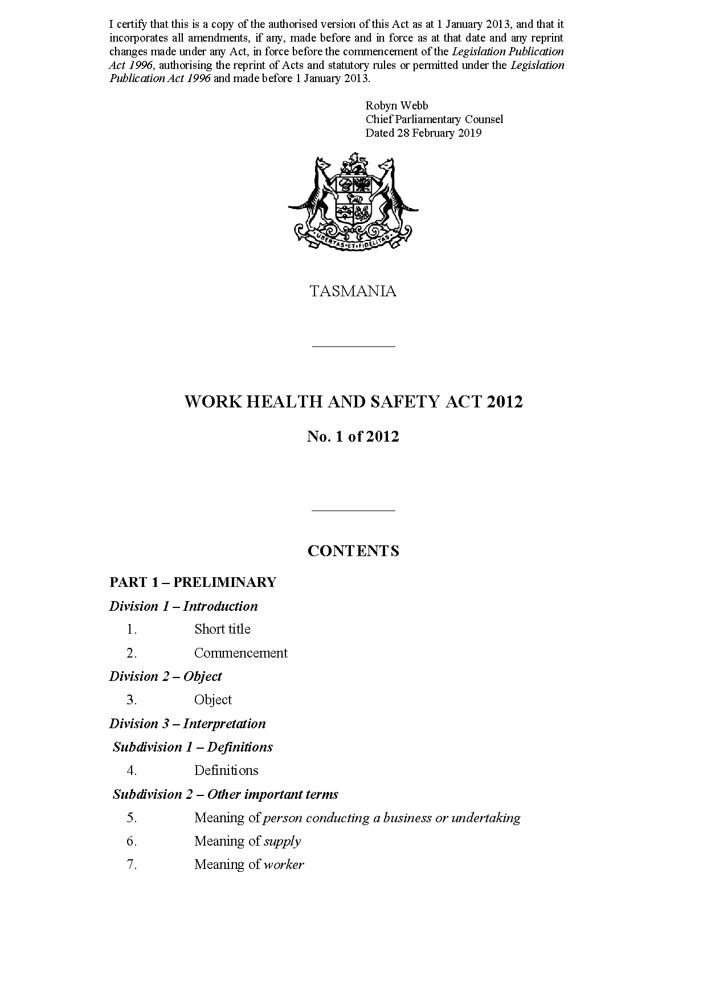 I certify that this is a copy of the authorised version of this Act as at 1 January 2013, and that it
incorporates all amendments, if any, made before and in force as at that date and any reprint
changes made under any Act, in force before the commencement of the Legislation Publication
Act 1996, authorising the reprint of Acts and statutory rules or permitted under the Legislation
Publication Act 1996 and made before 1 January 2013.
Robyn Webb
Chief Parliamentary Counsel
Dated 28 February 2019
UBERTAS·ET·FIDELITAS
TASMANIA
WORK HEALTH AND SAFETY ACT 2012
No. 1 of 2012
CONTENTS
PART 1 – PRELIMINARY
Division 1 – Introduction
1. Short title
2. Commencement
Division 2 – Object
3. Object
Division 3 – Interpretation
Subdivision 1 – Definitions
4. Definitions
Subdivision 2 – Other important terms
5. Meaning of person conducting a business or undertaking
6. Meaning of supply
7. Meaning of worker